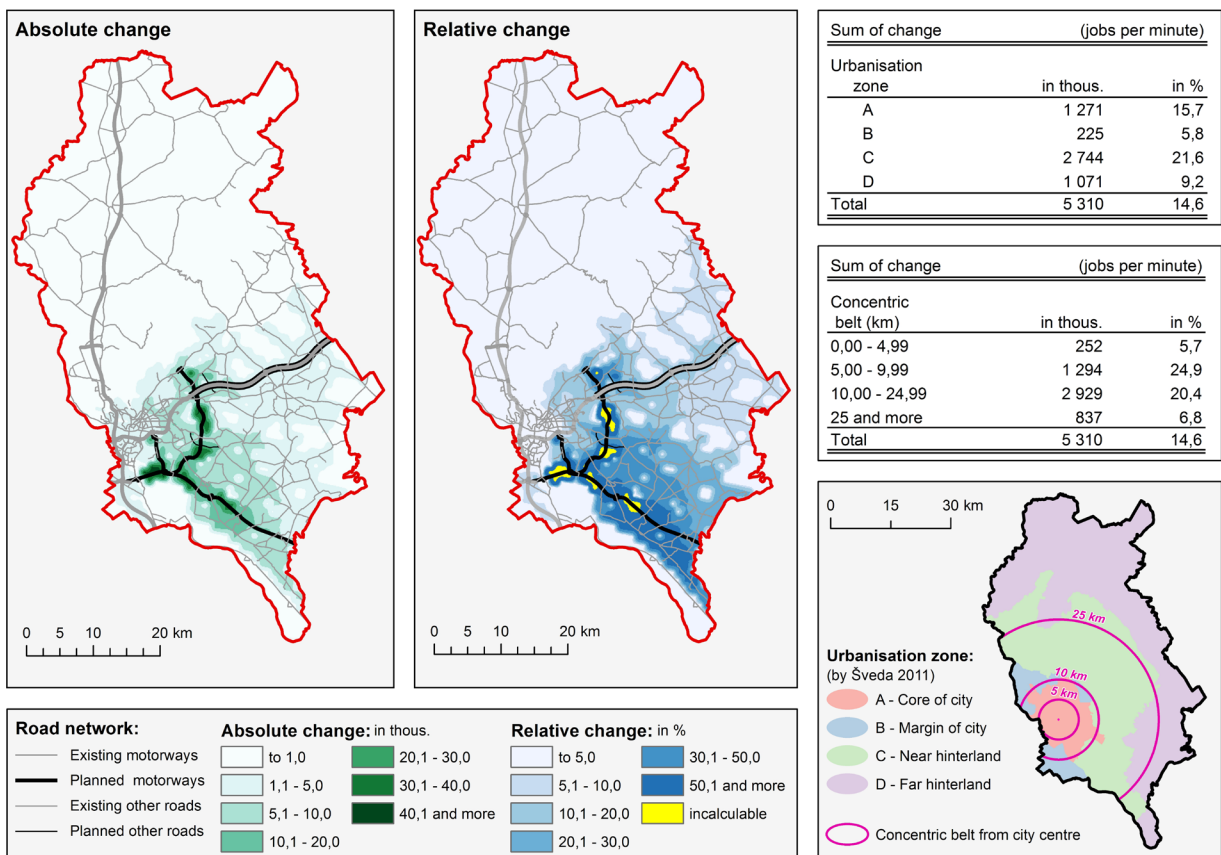 Absolute change
0 5 10 20 km
Relative change
0 5 10 20 km
Sum of change (jobs per minute)
Urbanisation
zone in thous. in %
A 1 271 15,7
B 225 5,8
C 2 744 21,6
D 1 071 9,2
Total 5 310 14,6
Sum of change (jobs per minute)
Concentric
belt (km) in thous. in %
0,00 - 4,99 252 5,7
5,00 - 9,99 1 294 24,9
10,00 - 24,99 2 929 20,4
25 and more 837 6,8
Total 5 310 14,6
0 15 30 km
25 km
10 km
5 km
Urbanisation zone:
(by Šveda 2011)
A - Core of city
B - Margin of city
C - Near hinterland
D - Far hinterland
Concentric belt from city centre
Road network:
Existing motorways
Planned motorways
Existing other roads
Planned other roads
Absolute change: in thous.
to 1,0
1,1 - 5,0
5,1 - 10,0
10,1 - 20,0
20,1 - 30,0
30,1 - 40,0
40,1 and more
Relative change: in %
to 5,0
5,1 - 10,0
10,1 - 20,0
20,1 - 30,0
30,1 - 50,0
50,1 and more
incalculable